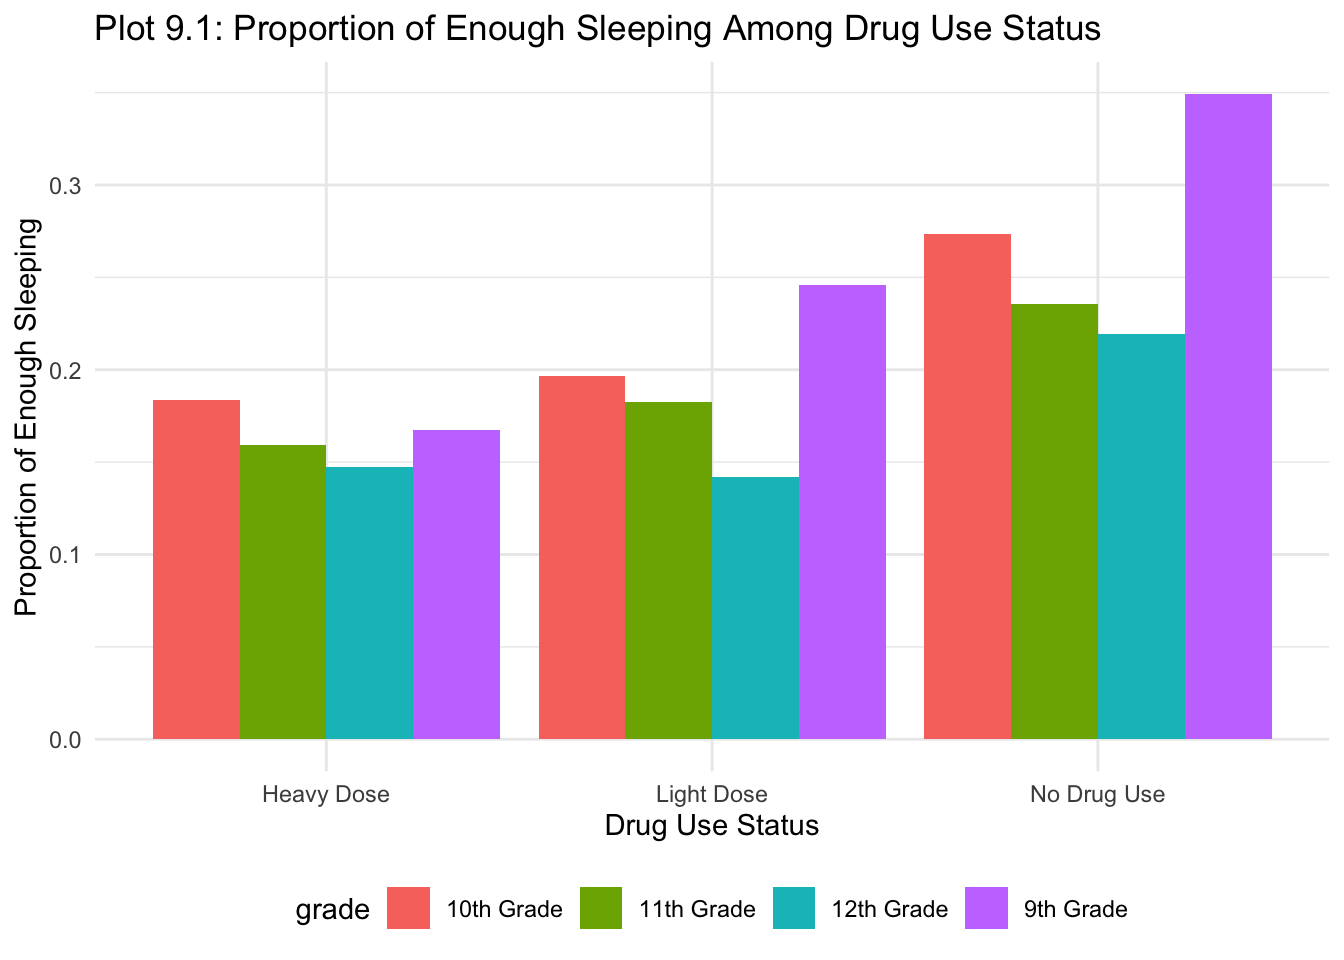 Plot 9.1: Proportion of Enough Sleeping Among Drug Use Status
Proportion of Enough Sleeping
0.3
0.2
0.1
0.0
Heavy Dose Light Dose No Drug Use
Drug Use Status
grade 10th Grade 11th Grade 12th Grade 9th Grade